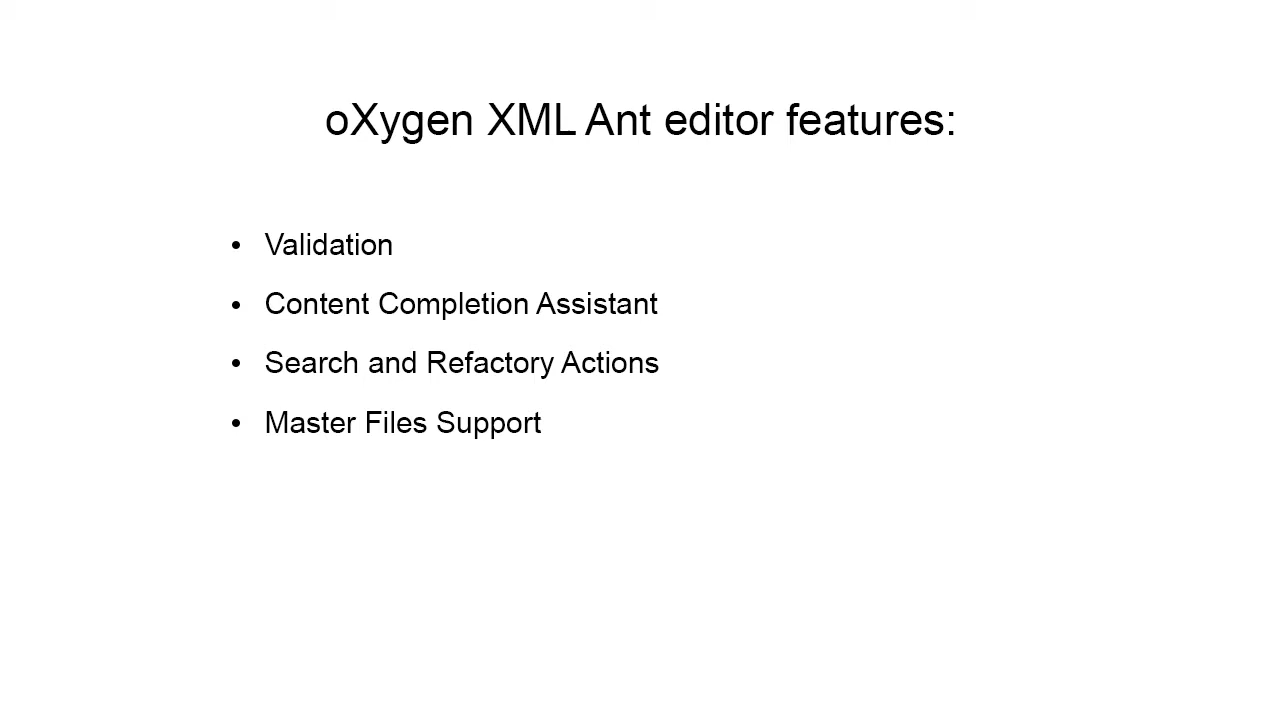 oXygen XML Ant editor features:
• Validation
• Content Completion Assistant
• Search and Refactory Actions
• Master Files Support